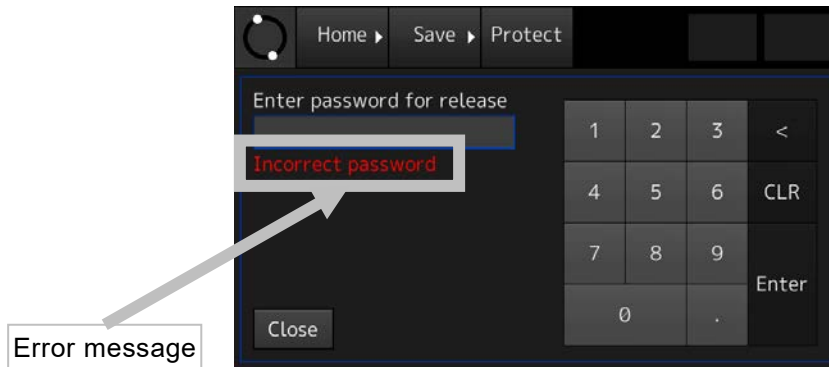 Home Save Protect
Enter password for release
Incorrect password
1 2 3 <
4 5 6 CLR
7 8 9
Enter
0 .
Close
Error message